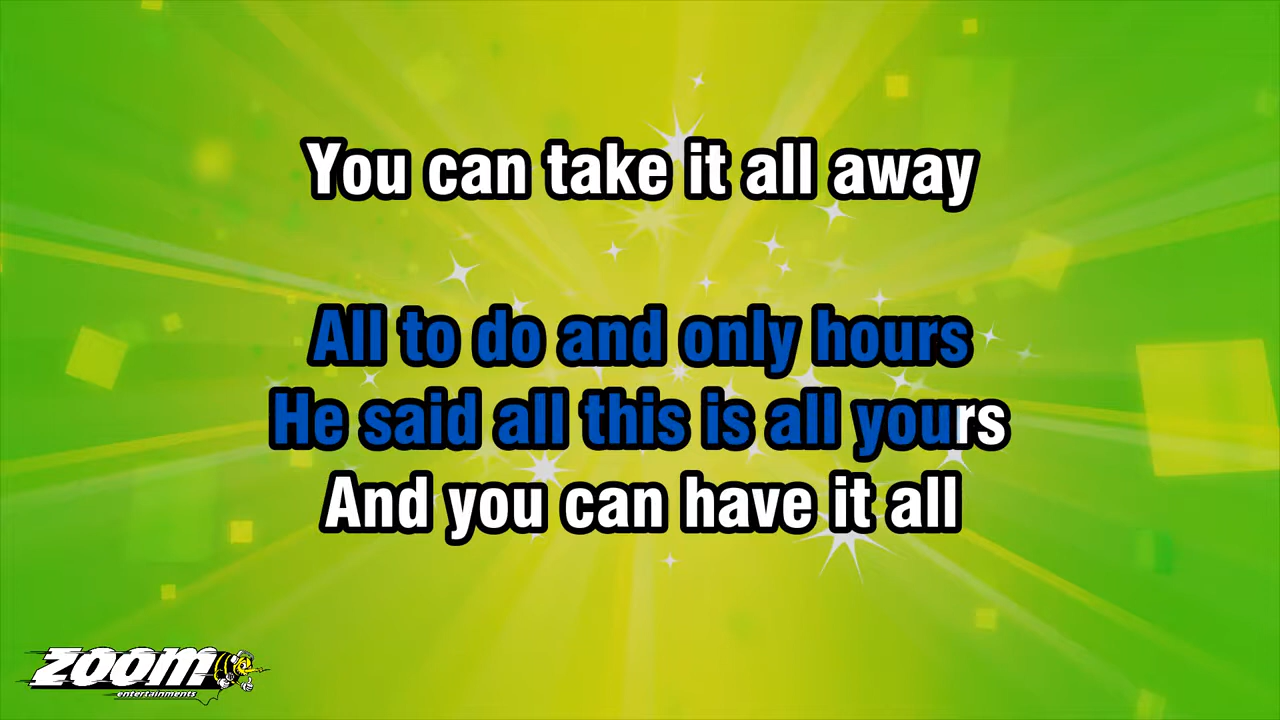 You can take it all away
All to do and only hours
He said all this is all yours
And you can have it all
ZOOM
entertainments